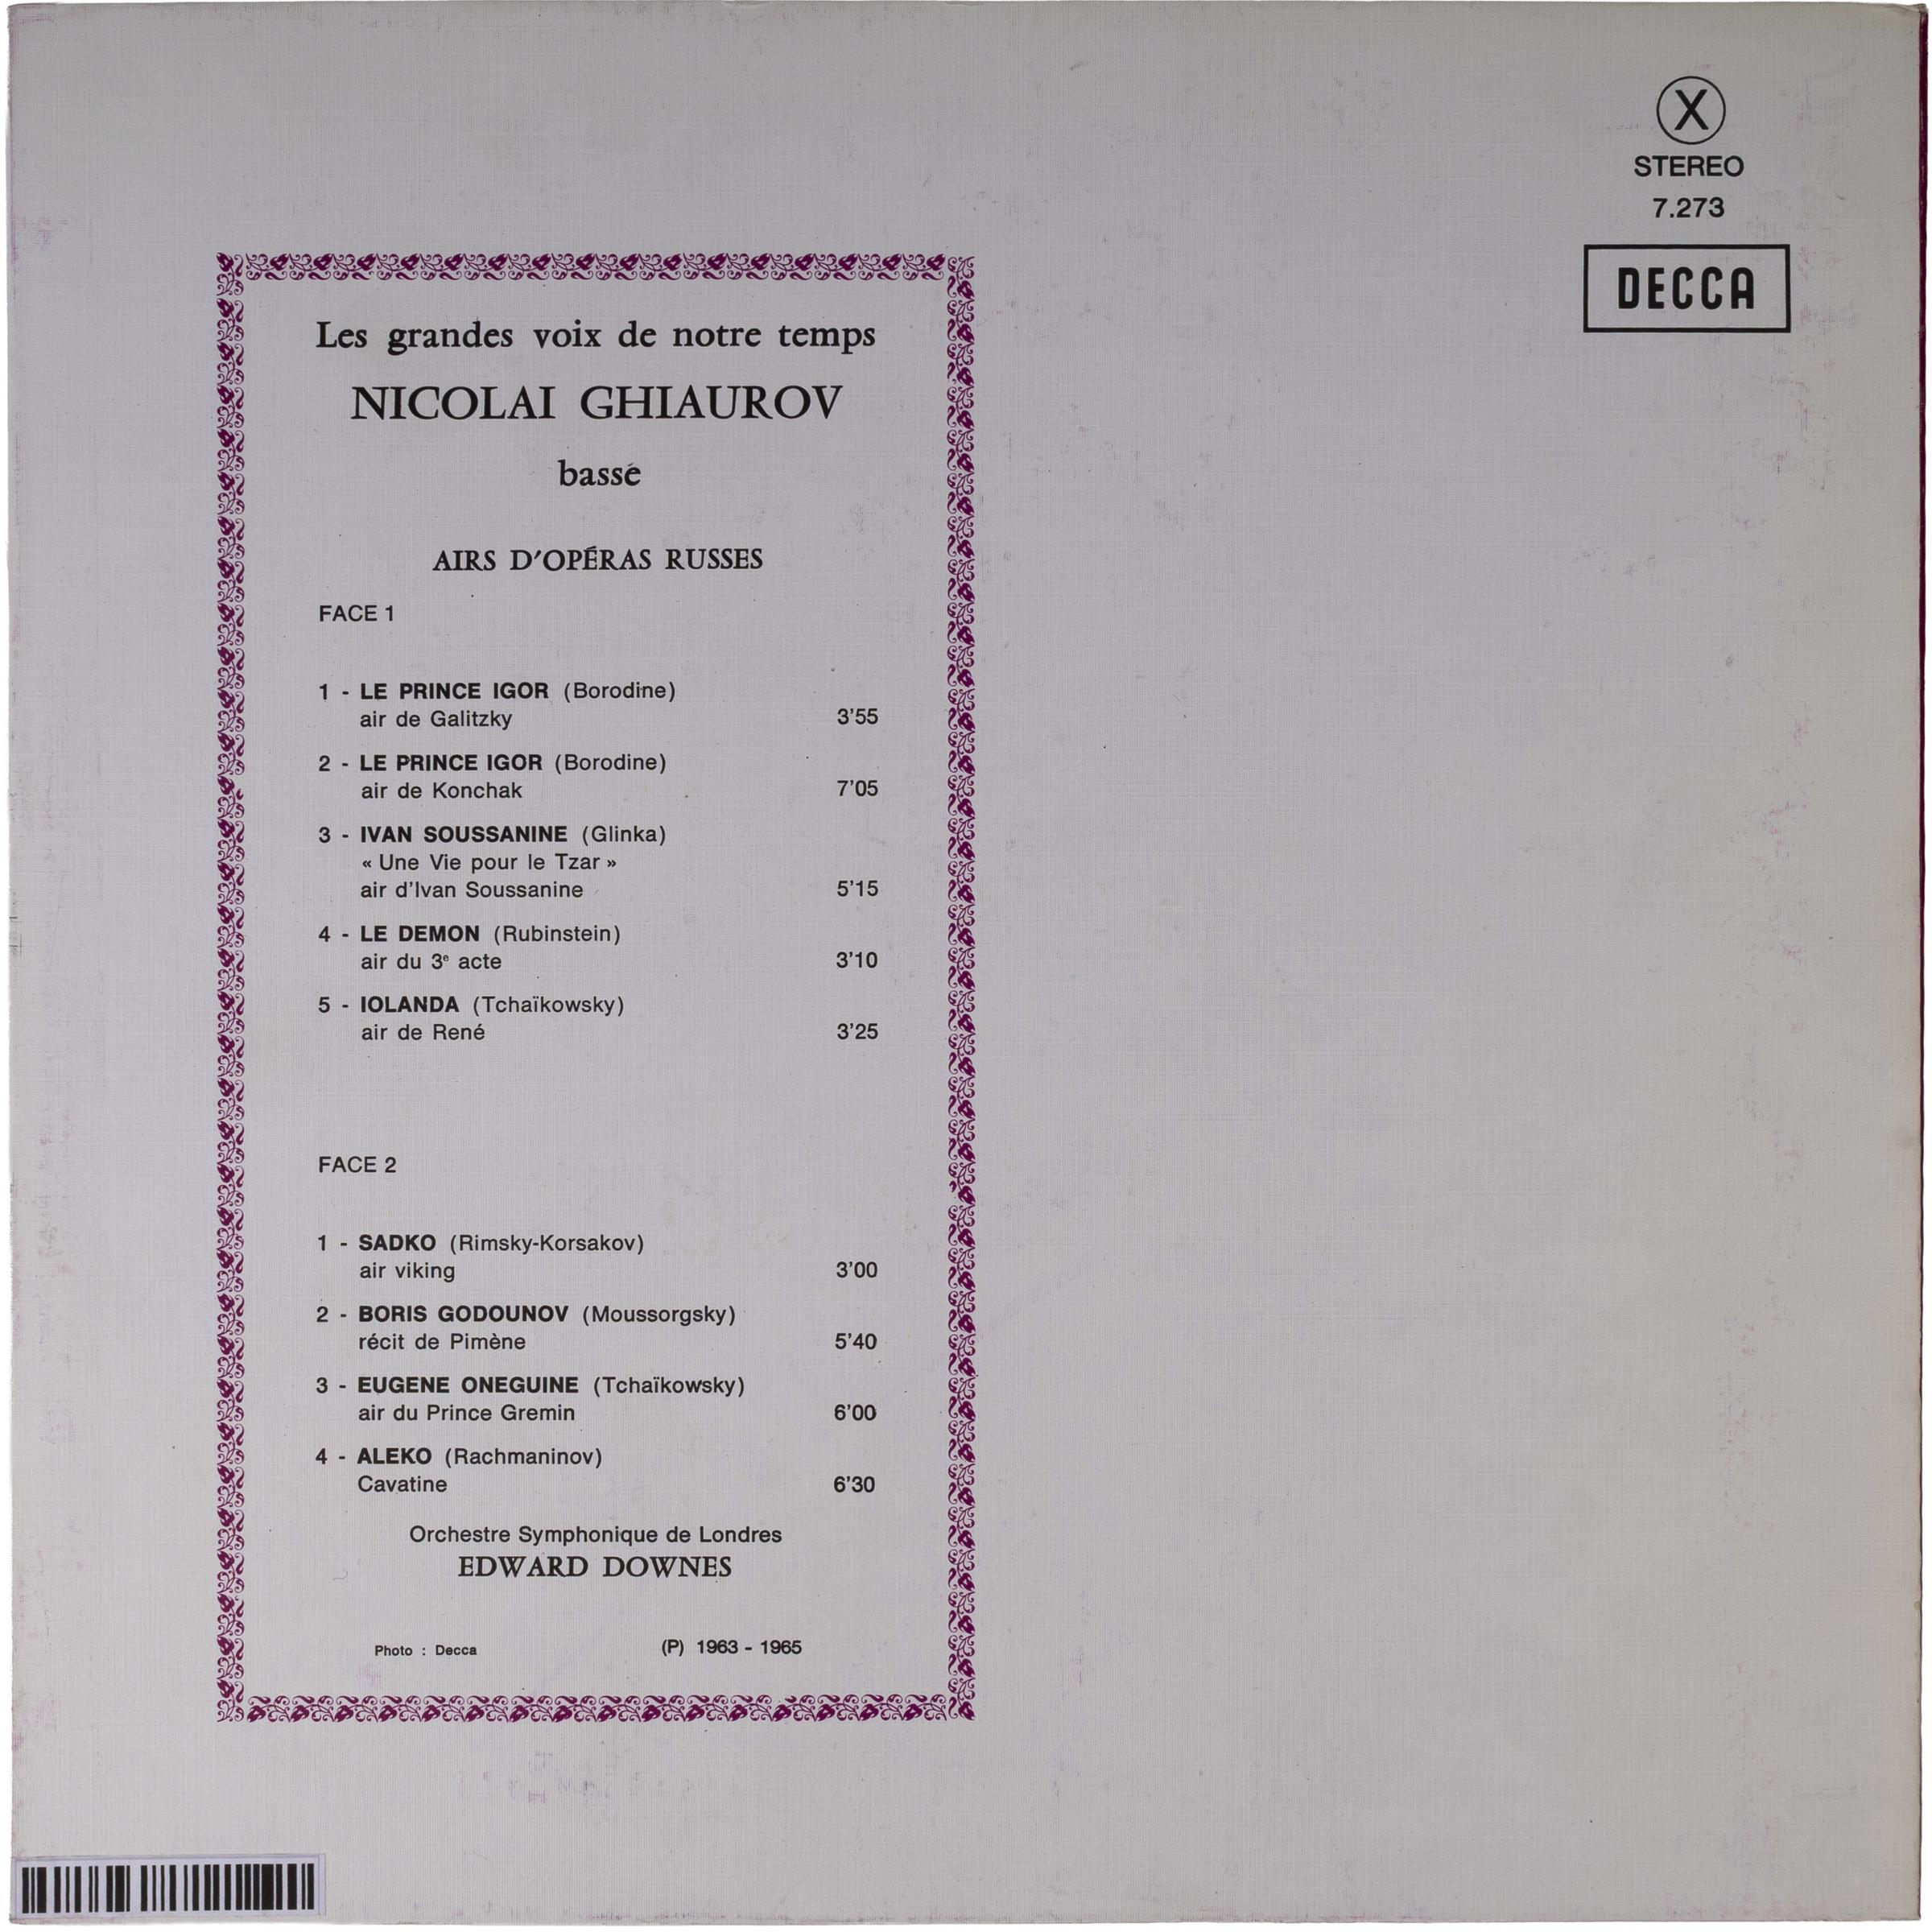 X
STEREO
7.273
DECCA
Les grandes voix de notre temps
NICOLAI GHIAUROV
basse
AIRS D'OPÉRAS RUSSES
FACE 1
1 - LE PRINCE IGOR (Borodine)
air de Galitzky 3'55
2 - LE PRINCE IGOR (Borodine)
air de Konchak 7'05
3 - IVAN SOUSSANINE (Glinka)
« Une Vie pour le Tzar »
air d'Ivan Soussanine 5'15
4 - LE DEMON (Rubinstein)
air du 3e acte 3'10
5 - IOLANDA (Tchaïkowsky)
air de René 3'25
FACE 2
1 - SADKO (Rimsky-Korsakov)
air viking 3'00
2 - BORIS GODOUNOV (Moussorgsky)
récit de Pimène 5'40
3 - EUGENE ONEGUINE (Tchaïkowsky)
air du Prince Gremin 6'00
4 - ALEKO (Rachmaninov)
Cavatine 6'30
Orchestre Symphonique de Londres
EDWARD DOWNES
Photo : Decca (P) 1963 - 1965